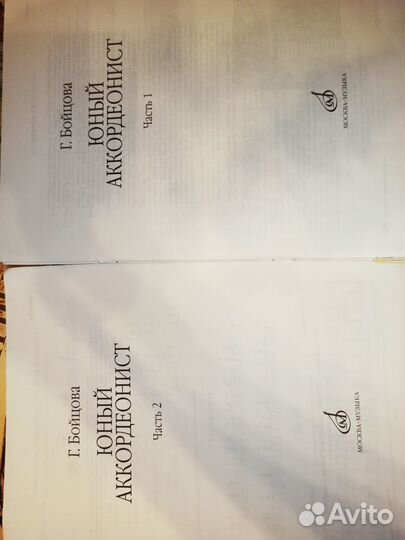 Г. Бойцова
ЮНЫЙ
АККОРДЕОНИСТ
Часть 1
МОСКВА • МУЗЫКА
Г. Бойцова
ЮНЫЙ
АККОРДЕОНИСТ
Часть 2
МОСКВА • МУЗЫКА
Avito